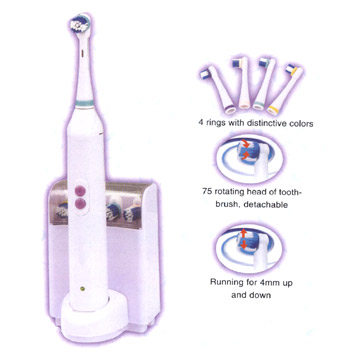 4 rings with distinctive colors
75 rotating head of tooth-
brush, detachable
Running for 4mm up
and down